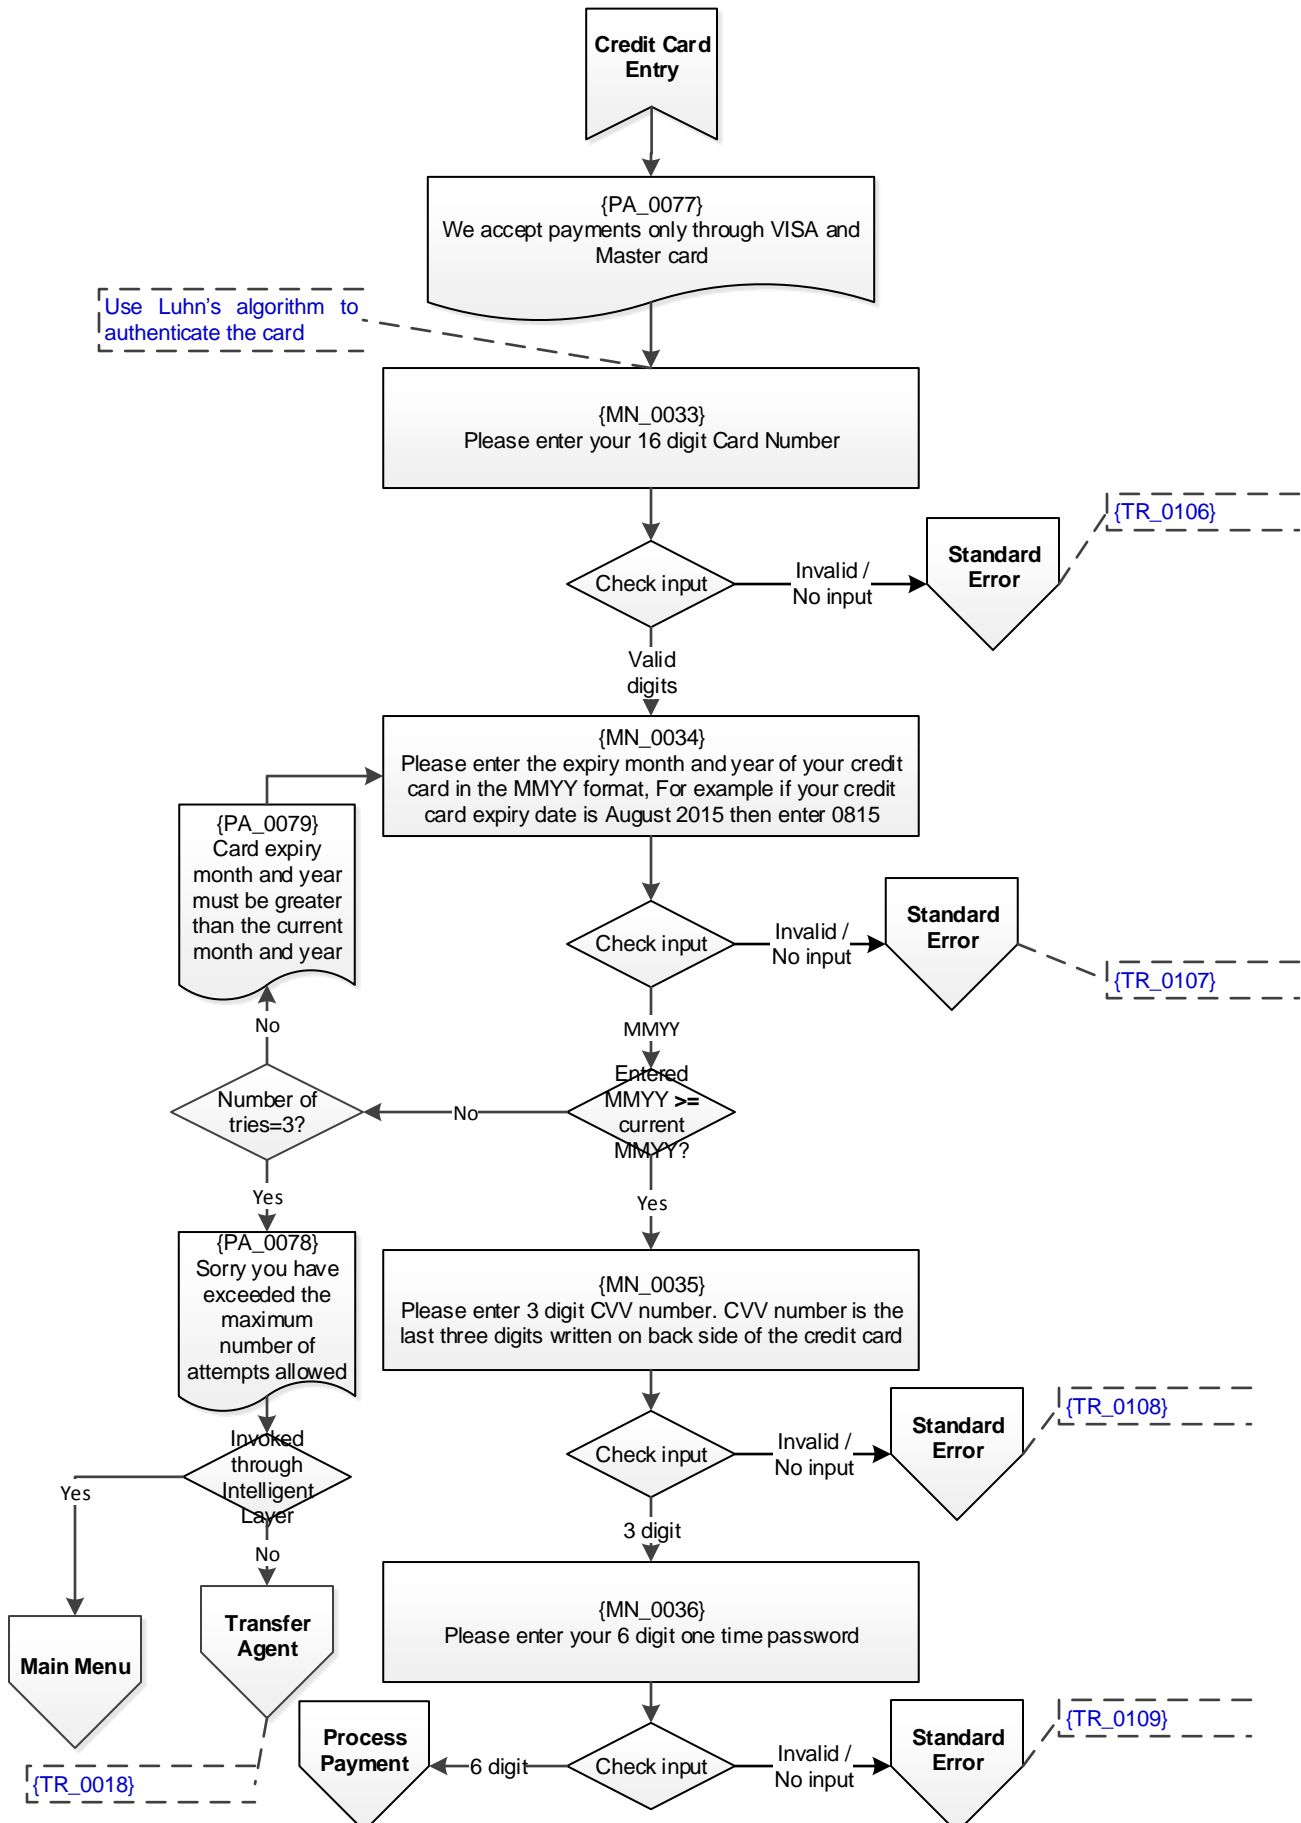 Credit Card
Entry
{PA_0077}
We accept payments only through VISA and
Master card
Use Luhn's algorithm to
authenticate the card
{MN_0033}
Please enter your 16 digit Card Number
{TR_0106}
Standard
Error
Check input
Invalid /
No input
Valid
digits
{MN_0034}
Please enter the expiry month and year of your credit
card in the MMYY format, For example if your credit
card expiry date is August 2015 then enter 0815
{PA_0079}
Card expiry
month and year
must be greater
than the current
month and year
Check input
Invalid /
No input
Standard
Error
{TR_0107}
No
MMYY
Entered
MMYY >=
current
MMYY?
No
Number of
tries=3?
Yes
Yes
{PA_0078}
Sorry you have
exceeded the
maximum
number of
attempts allowed
{MN_0035}
Please enter 3 digit CVV number. CVV number is the
last three digits written on back side of the credit card
Check input
Invalid /
No input
Standard
Error
{TR_0108}
Invoked
through
Intelligent
Layer
Yes
No
3 digit
{MN_0036}
Please enter your 6 digit one time password
Main Menu
Transfer
Agent
{TR_0018}
Process
Payment
6 digit
Check input
Invalid /
No input
Standard
Error
{TR_0109}